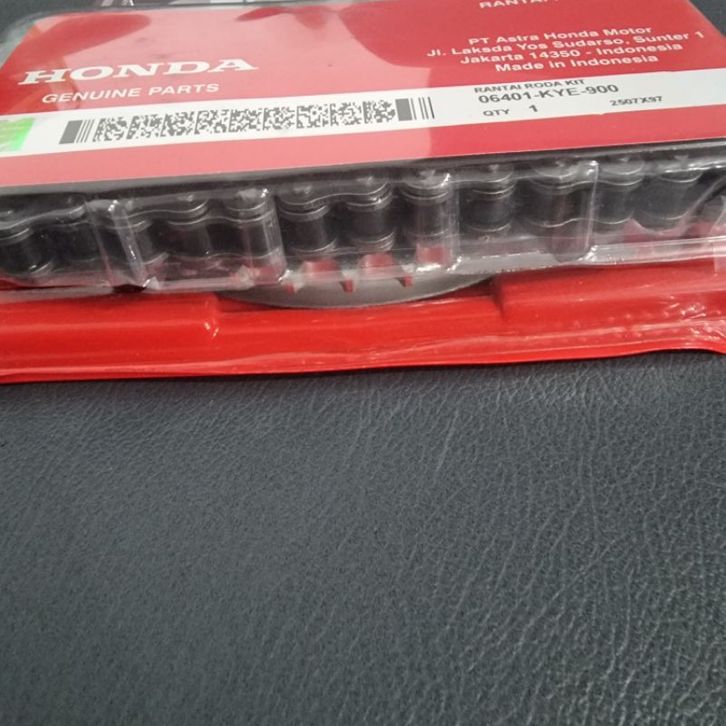 HONDA
GENUINE PARTS
RANTAI
PT Astra Honda Motor
Jl. Laksda Yos Sudarso, Sunter 1
Jakarta 14350 - Indonesia
Made in Indonesia
RANTAI RODA KIT
06401-KYE-900
QTY 1
2507X97